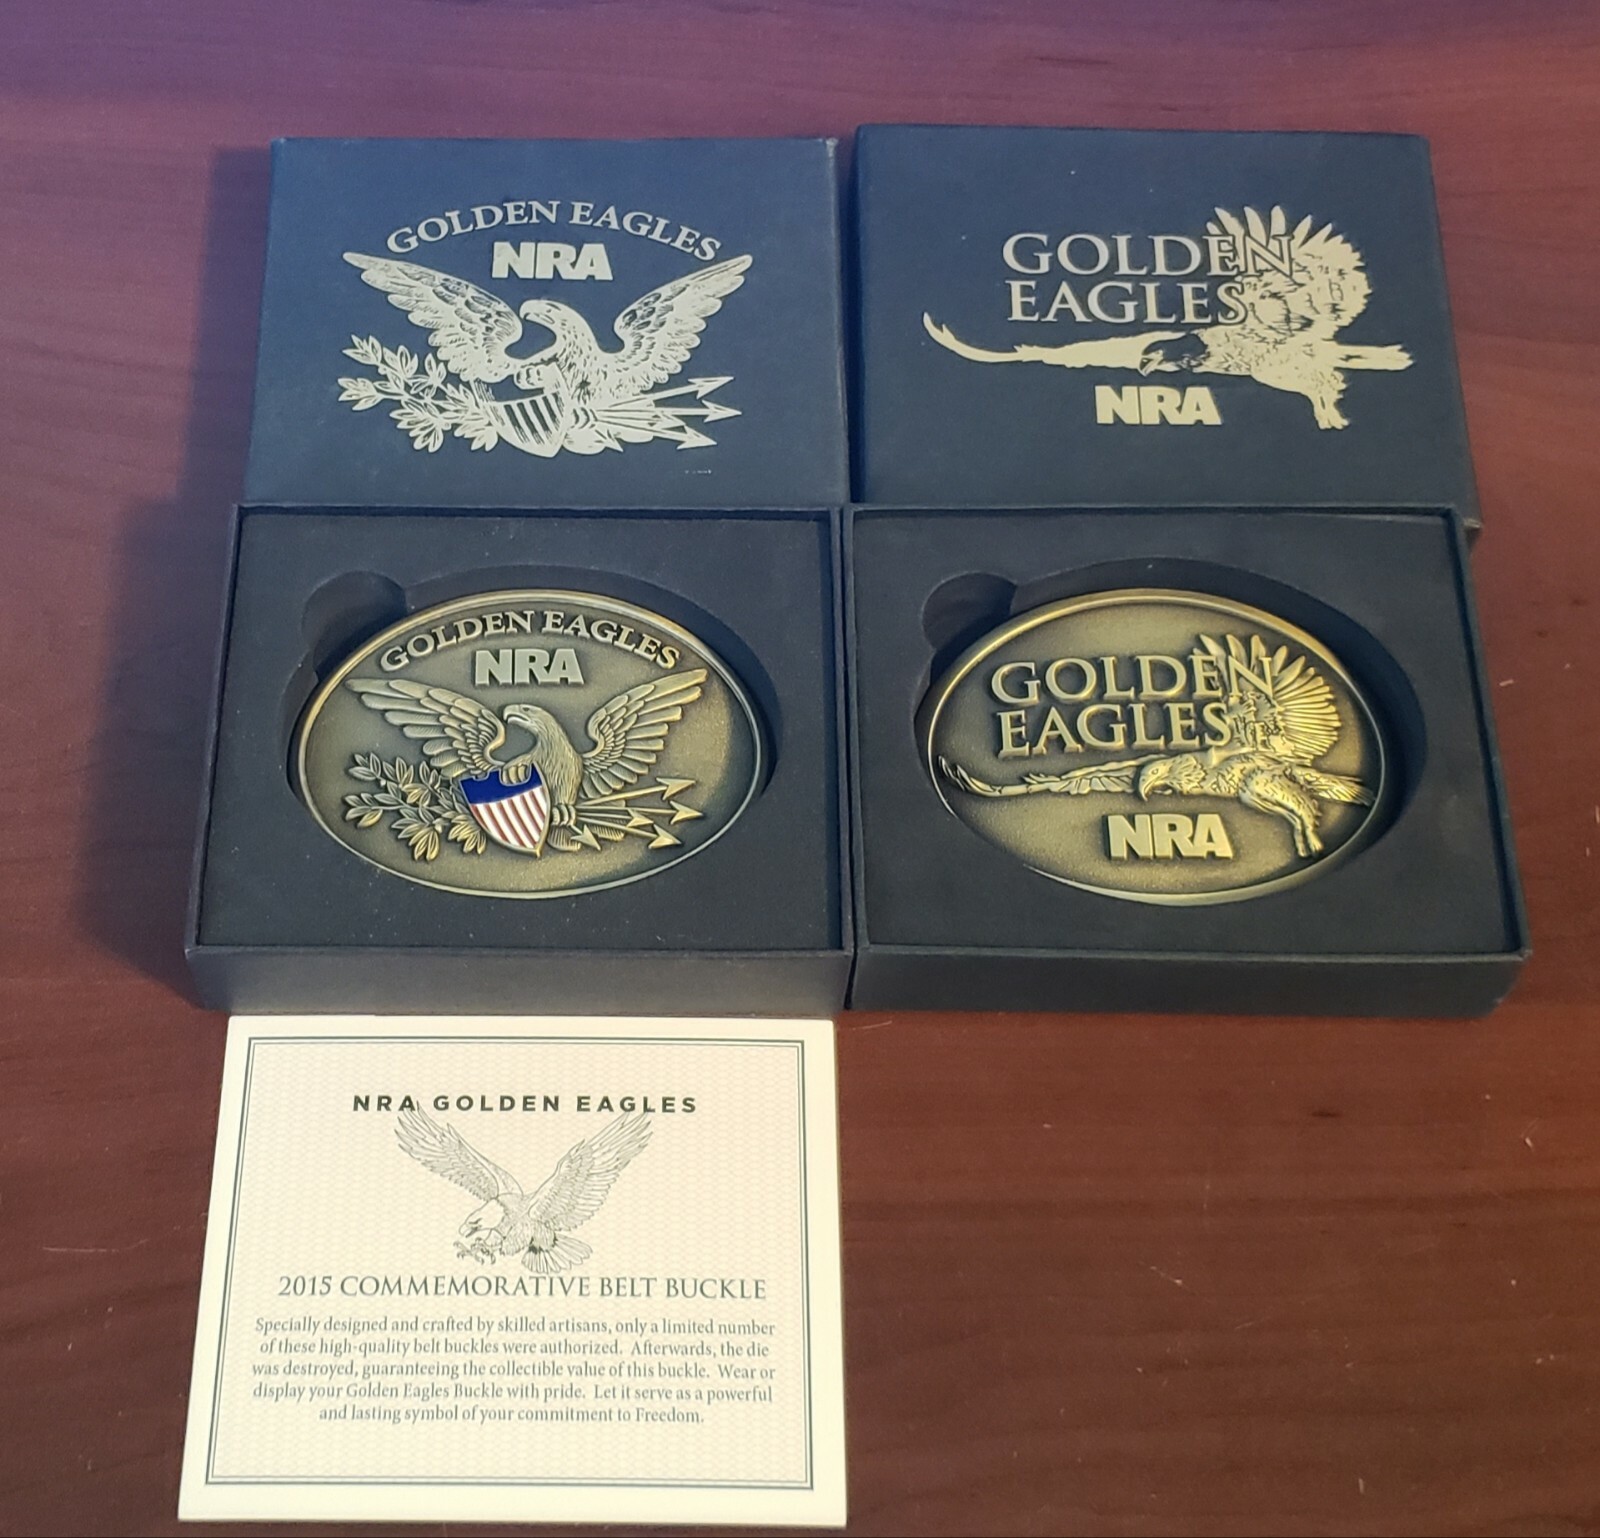 GOLDEN EAGLES
NRA
GOLDEN
EAGLES
NRA
GOLDEN EAGLES
NRA
GOLDEN
EAGLES
NRA
NRA GOLDEN EAGLES
2015 COMMEMORATIVE BELT BUCKLE
Specially designed and crafted by skilled artisans, only a limited number
of these high-quality belt buckles were authorized. Afterwards, the die
was destroyed, guaranteeing the collectible value of this buckle. Wear or
display your Golden Eagles Buckle with pride. Let it serve as a powerful
and lasting symbol of your commitment to Freedom.